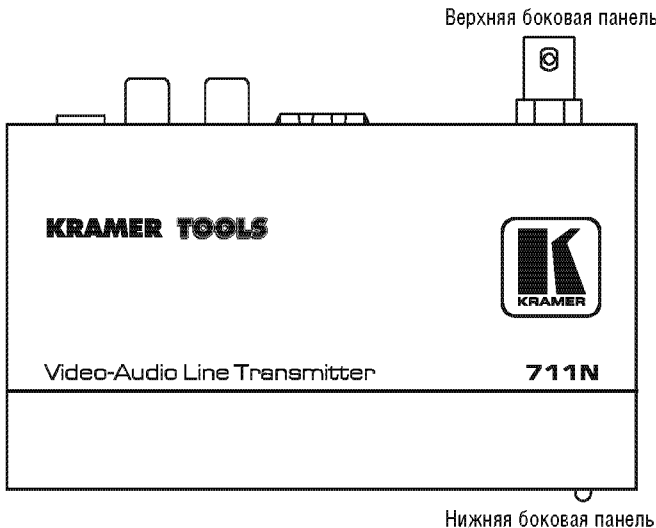 Верхняя боковая панель
KRAMER TOOLS
KRAMER
Video-Audio Line Transmitter
711N
Нижняя боковая панель